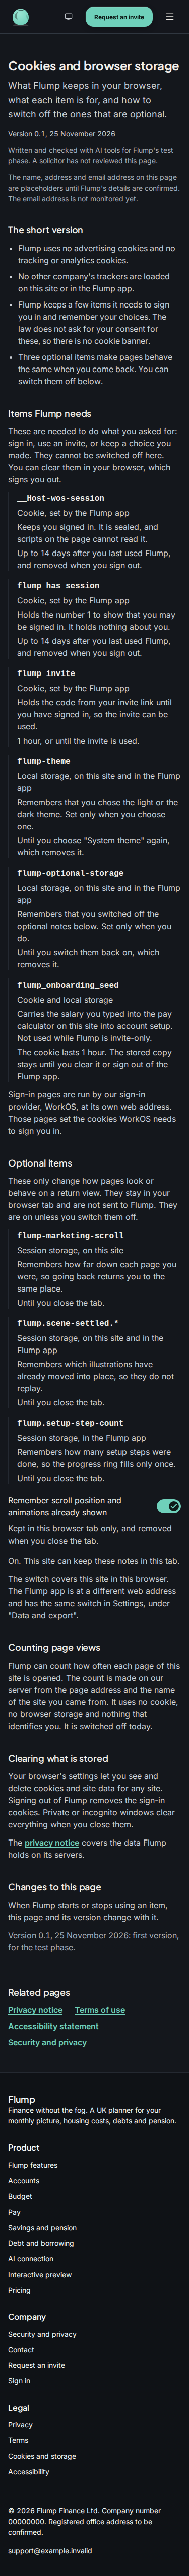 Request an invite
Cookies and browser storage
What Flump keeps in your browser,
what each item is for, and how to
switch off the ones that are optional.
Version 0.1, 25 November 2026
Written and checked with AI tools for Flump's test
phase. A solicitor has not reviewed this page.
The name, address and email address on this page
are placeholders until Flump's details are confirmed.
The email address is not monitored yet.
The short version
• Flump uses no advertising cookies and no
tracking or analytics cookies.
• No other company's trackers are loaded
on this site or in the Flump app.
• Flump keeps a few items it needs to sign
you in and remember your choices. The
law does not ask for your consent for
these, so there is no cookie banner.
• Three optional items make pages behave
the same when you come back. You can
switch them off below.
Items Flump needs
These are needed to do what you asked for:
sign in, use an invite, or keep a choice you
made. They cannot be switched off here.
You can clear them in your browser, which
signs you out.
__Host-wos-session
Cookie, set by the Flump app
Keeps you signed in. It is sealed, and
scripts on the page cannot read it.
Up to 14 days after you last used Flump,
and removed when you sign out.
flump_has_session
Cookie, set by the Flump app
Holds the number 1 to show that you may
be signed in. It holds nothing about you.
Up to 14 days after you last used Flump,
and removed when you sign out.
flump_invite
Cookie, set by the Flump app
Holds the code from your invite link until
you have signed in, so the invite can be
used.
1 hour, or until the invite is used.
flump-theme
Local storage, on this site and in the Flump
app
Remembers that you chose the light or the
dark theme. Set only when you choose
one.
Until you choose "System theme" again,
which removes it.
flump-optional-storage
Local storage, on this site and in the Flump
app
Remembers that you switched off the
optional notes below. Set only when you
do.
Until you switch them back on, which
removes it.
flump_onboarding_seed
Cookie and local storage
Carries the salary you typed into the pay
calculator on this site into account setup.
Not used while Flump is invite-only.
The cookie lasts 1 hour. The stored copy
stays until you clear it or sign out of the
Flump app.
Sign-in pages are run by our sign-in
provider, WorkOS, at its own web address.
Those pages set the cookies WorkOS needs
to sign you in.
Optional items
These only change how pages look or
behave on a return view. They stay in your
browser tab and are not sent to Flump. They
are on unless you switch them off.
flump-marketing-scroll
Session storage, on this site
Remembers how far down each page you
were, so going back returns you to the
same place.
Until you close the tab.
flump.scene-settled.*
Session storage, on this site and in the
Flump app
Remembers which illustrations have
already moved into place, so they do not
replay.
Until you close the tab.
flump.setup-step-count
Session storage, in the Flump app
Remembers how many setup steps were
done, so the progress ring fills only once.
Until you close the tab.
Remember scroll position and
animations already shown
Kept in this browser tab only, and removed
when you close the tab.
On. This site can keep these notes in this tab.
The switch covers this site in this browser.
The Flump app is at a different web address
and has the same switch in Settings, under
"Data and export".
Counting page views
Flump can count how often each page of this
site is opened. The count is made on our
server from the page address and the name
of the site you came from. It uses no cookie,
no browser storage and nothing that
identifies you. It is switched off today.
Clearing what is stored
Your browser's settings let you see and
delete cookies and site data for any site.
Signing out of Flump removes the sign-in
cookies. Private or incognito windows clear
everything when you close them.
The privacy notice covers the data Flump
holds on its servers.
Changes to this page
When Flump starts or stops using an item,
this page and its version change with it.
Version 0.1, 25 November 2026: first version,
for the test phase.
Related pages
Privacy notice Terms of use
Accessibility statement
Security and privacy
Flump
Finance without the fog. A UK planner for your
monthly picture, housing costs, debts and pension.
Product
Flump features
Accounts
Budget
Pay
Savings and pension
Debt and borrowing
AI connection
Interactive preview
Pricing
Company
Security and privacy
Contact
Request an invite
Sign in
Legal
Privacy
Terms
Cookies and storage
Accessibility
© 2026 Flump Finance Ltd. Company number
00000000. Registered office address to be
confirmed.
support@example.invalid